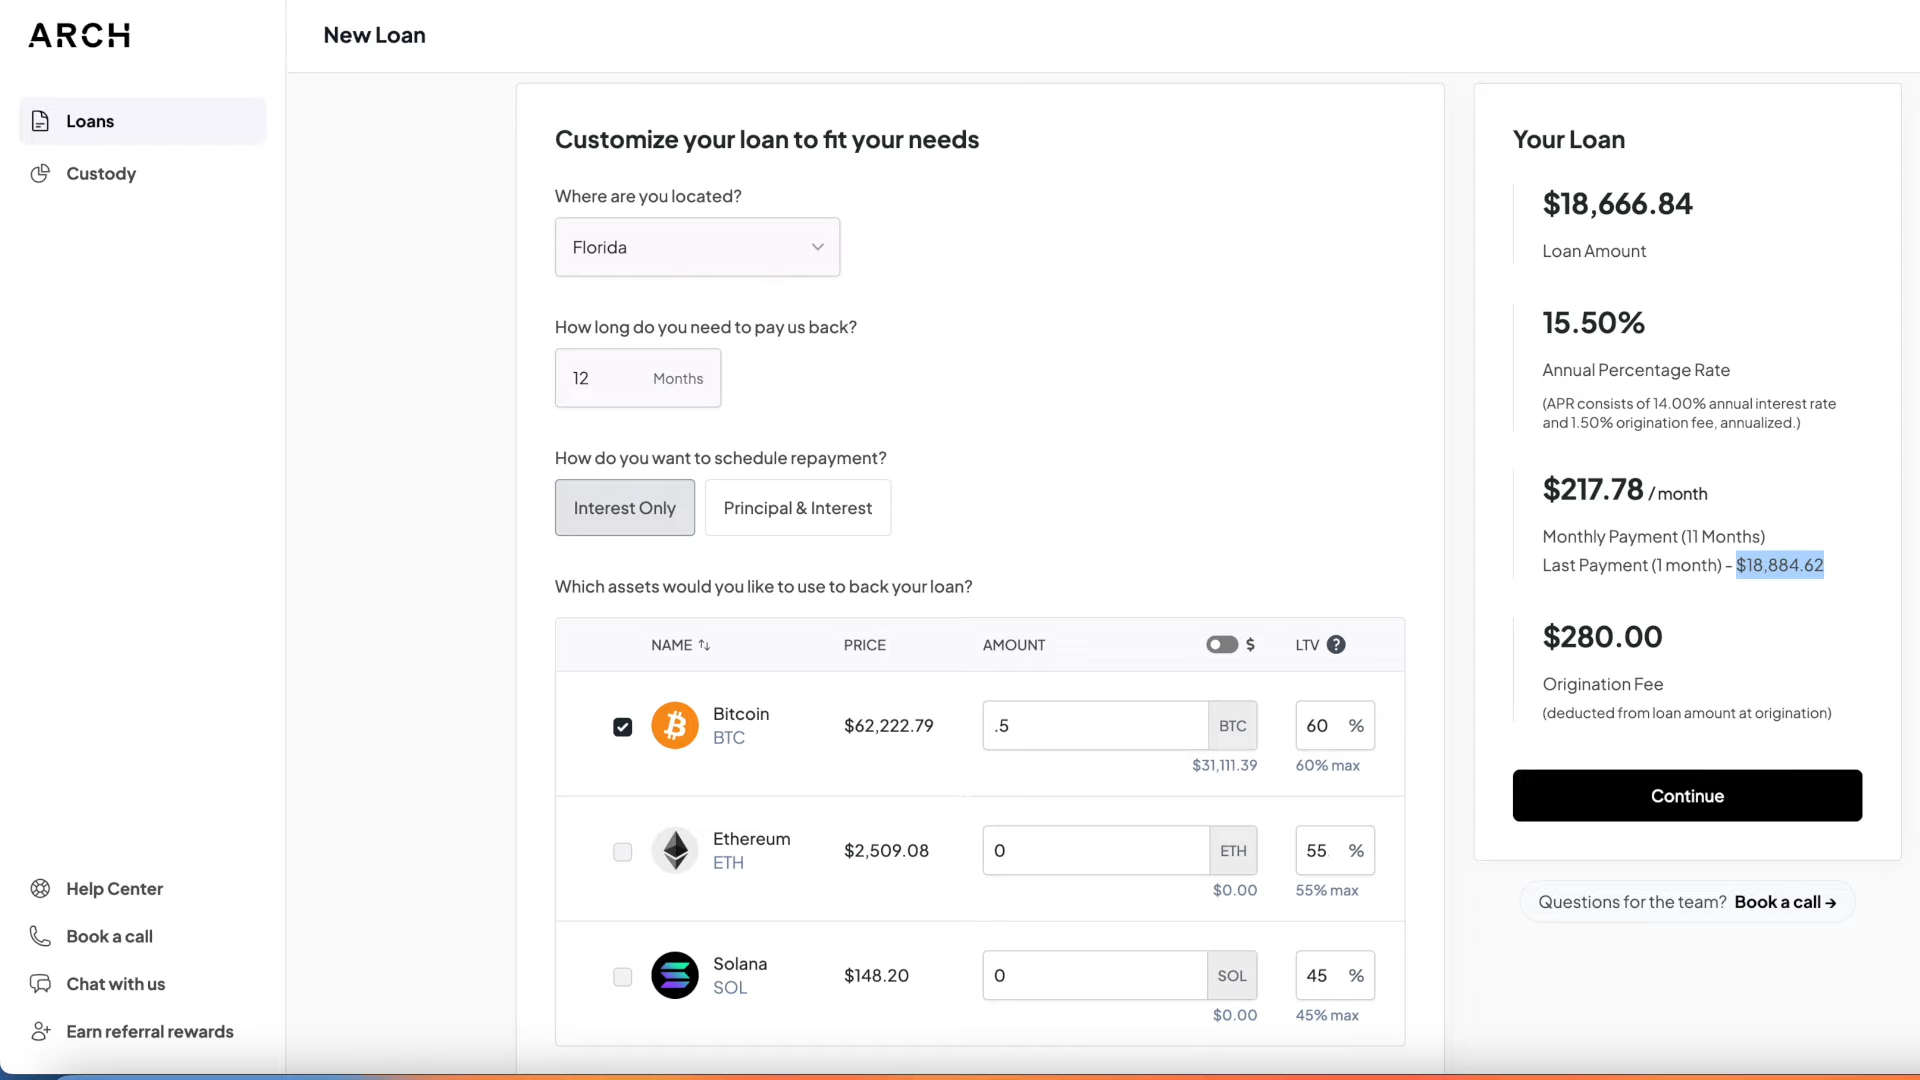 ARCH
New Loan
Loans
Custody
Customize your loan to fit your needs
Where are you located?
Florida
How long do you need to pay us back?
12 Months
How do you want to schedule repayment?
Interest Only Principal & Interest
Which assets would you like to use to back your loan?
NAME PRICE AMOUNT $ LTV ?
Bitcoin
BTC
$62,222.79
.5 BTC
60 %
$31,111.39
60% max
Ethereum
ETH
$2,509.08
0 ETH
55 %
$0.00
55% max
Solana
SOL
$148.20
0 SOL
45 %
$0.00
45% max
Your Loan
$18,666.84
Loan Amount
15.50%
Annual Percentage Rate
(APR consists of 14.00% annual interest rate
and 1.50% origination fee, annualized.)
$217.78 / month
Monthly Payment (11 Months)
Last Payment (1 month) - $18,884.62
$280.00
Origination Fee
(deducted from loan amount at origination)
Continue
Questions for the team? Book a call →
Help Center
Book a call
Chat with us
Earn referral rewards